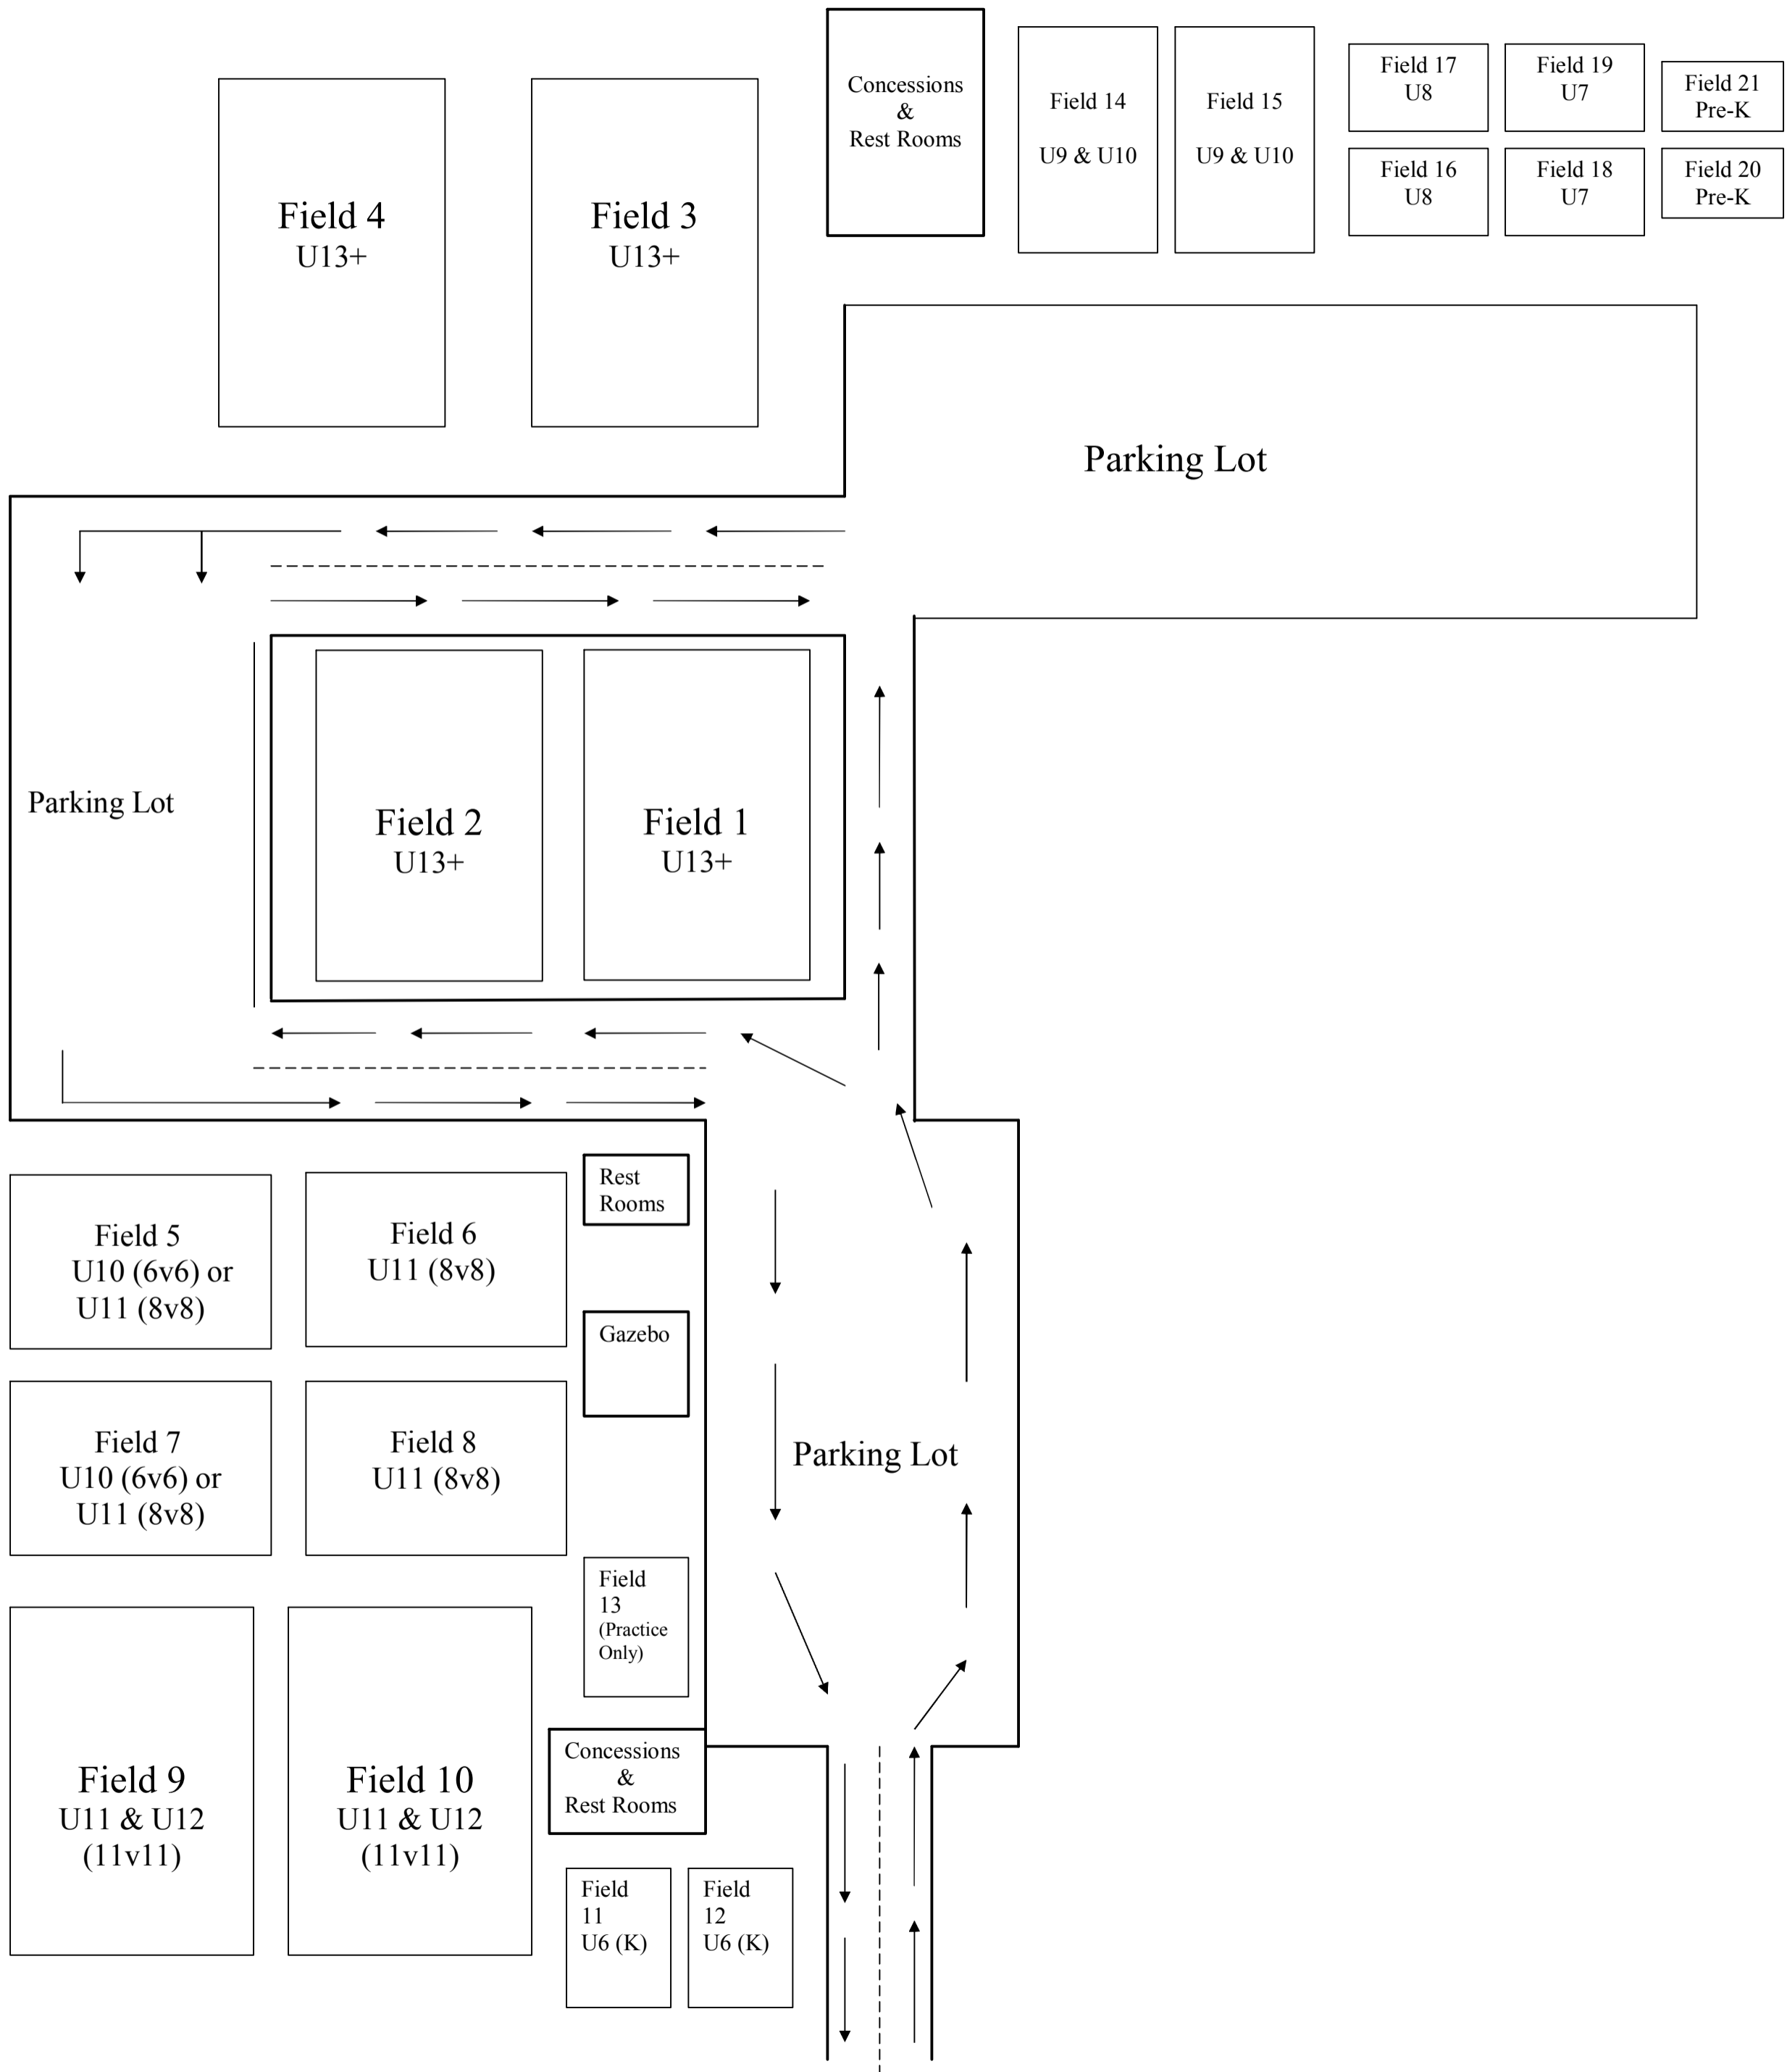 Concessions
&
Rest Rooms
Field 14
U9 & U10
Field 15
U9 & U10
Field 17
U8
Field 19
U7
Field 21
Pre-K
Field 16
U8
Field 18
U7
Field 20
Pre-K
Field 4
U13+
Field 3
U13+
Parking Lot
Parking Lot
Field 2
U13+
Field 1
U13+
Rest
Rooms
Field 5
U10 (6v6) or
U11 (8v8)
Field 6
U11 (8v8)
Gazebo
Field 7
U10 (6v6) or
U11 (8v8)
Field 8
U11 (8v8)
Parking Lot
Field
13
(Practice
Only)
Field 9
U11 & U12
(11v11)
Field 10
U11 & U12
(11v11)
Concessions
&
Rest Rooms
Field
11
U6 (K)
Field
12
U6 (K)